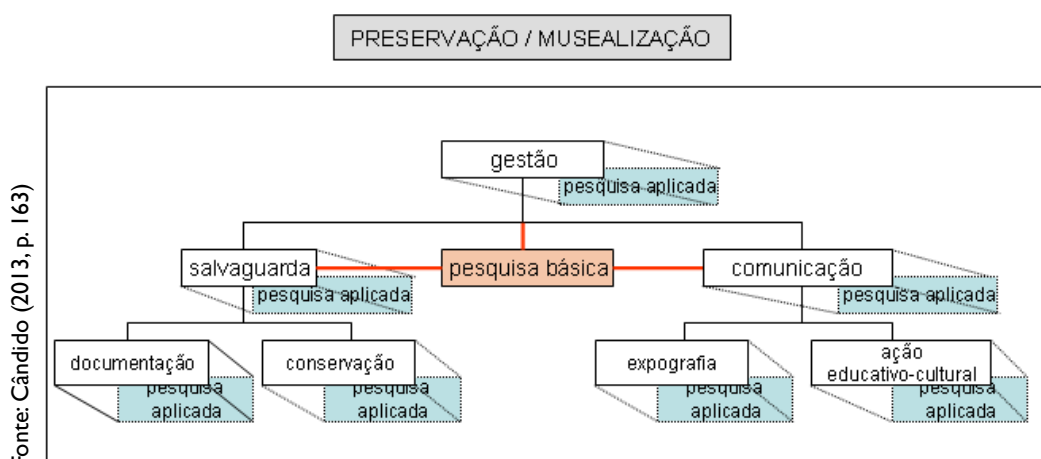 PRESERVAÇÃO / MUSEALIZAÇÃO
gestão
pesquisa aplicada
salvaguarda
pesquisa aplicada
pesquisa básica
comunicação
pesquisa aplicada
documentação
pesquisa
aplicada
conservação
pesquisa
aplicada
expografia
pesquisa
aplicada
ação
educativo-cultural
pesquisa
aplicada
Fonte: Cândido (2013, p. 163)